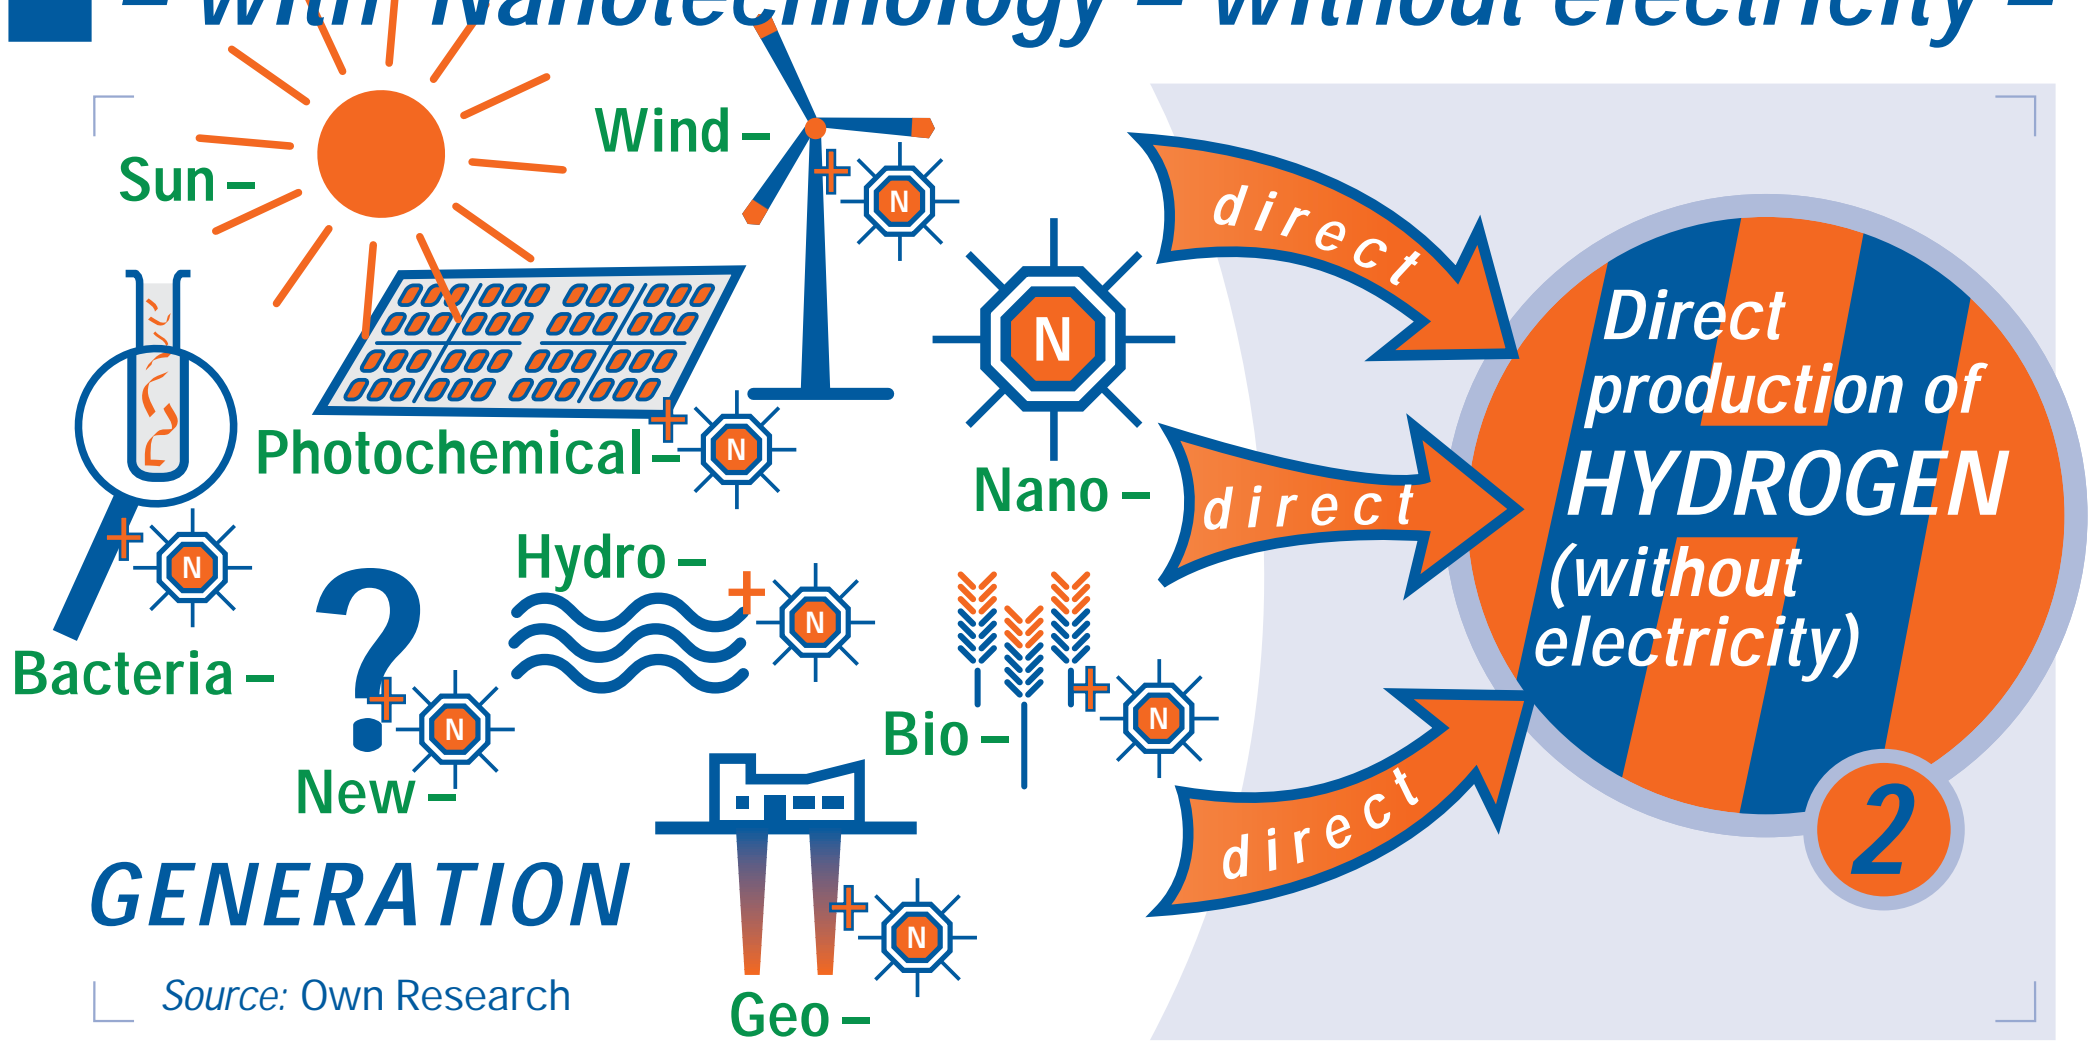 – with Nanotechnology – without electricity –
Sun –
Wind –
N
direct
Photochemical –
N
N
Nano –
direct
Direct
production of
HYDROGEN
(without
electricity)
Bacteria –
N
Hydro –
N
New –
N
Bio –
N
direct
2
GENERATION
Geo –
N
Source: Own Research